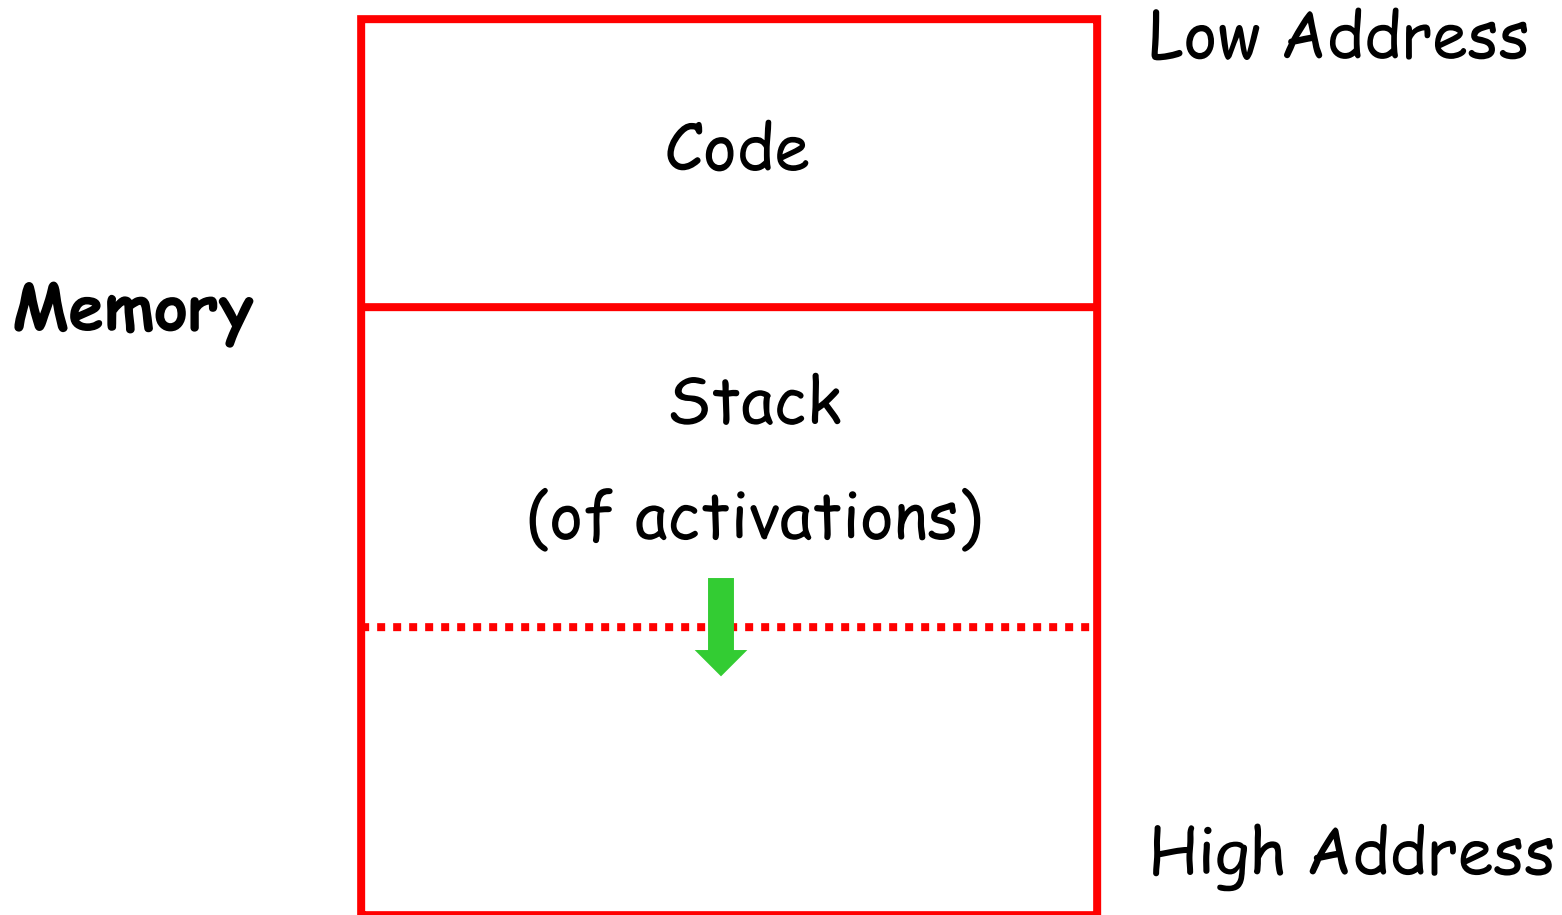 Low Address
Code
Memory
Stack
(of activations)
High Address